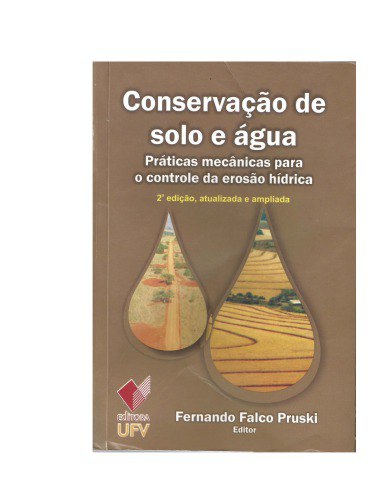 Conservação de
solo e água
Práticas mecânicas para
o controle da erosão hídrica
2ª edição, atualizada e ampliada
editora
UFV
Fernando Falco Pruski
Editor